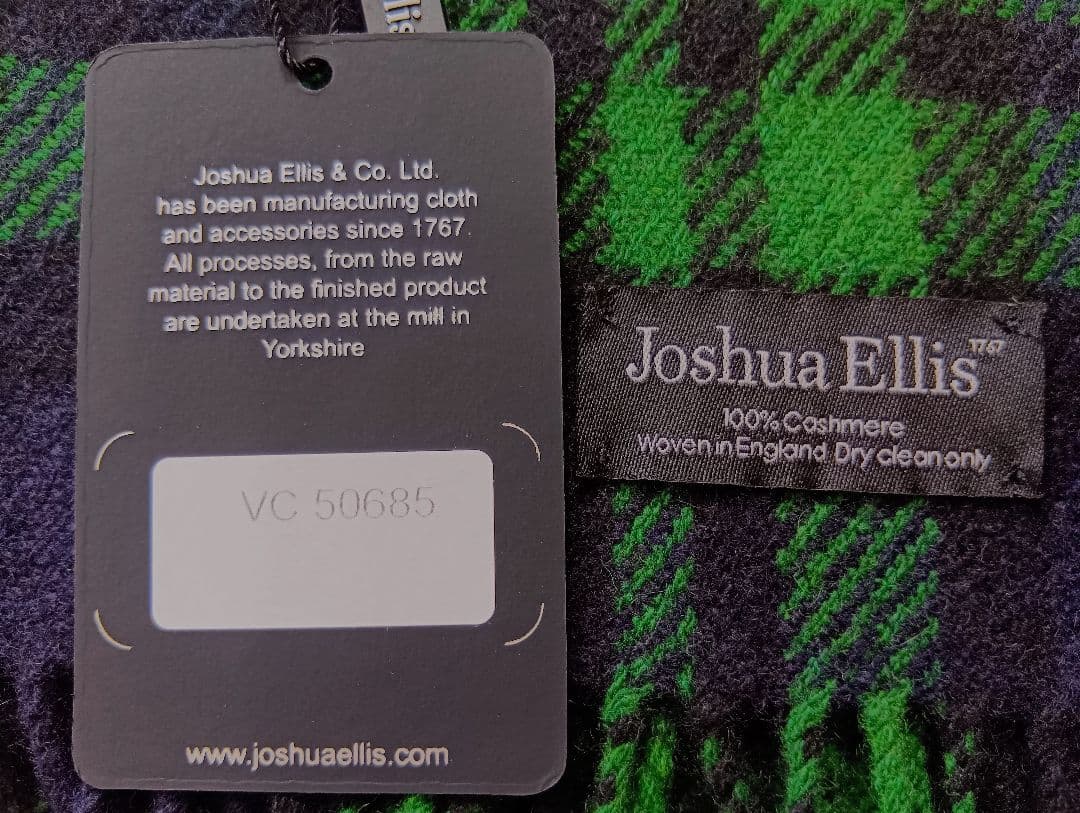 lis
Joshua Ellis & Co. Ltd.
has been manufacturing cloth
and accessories since 1767.
All processes, from the raw
material to the finished product
are undertaken at the mill in
Yorkshire
VC 50685
www.joshuaellis.com
Joshua Ellis 1767
100% Cashmere
Woven in England Dry clean only